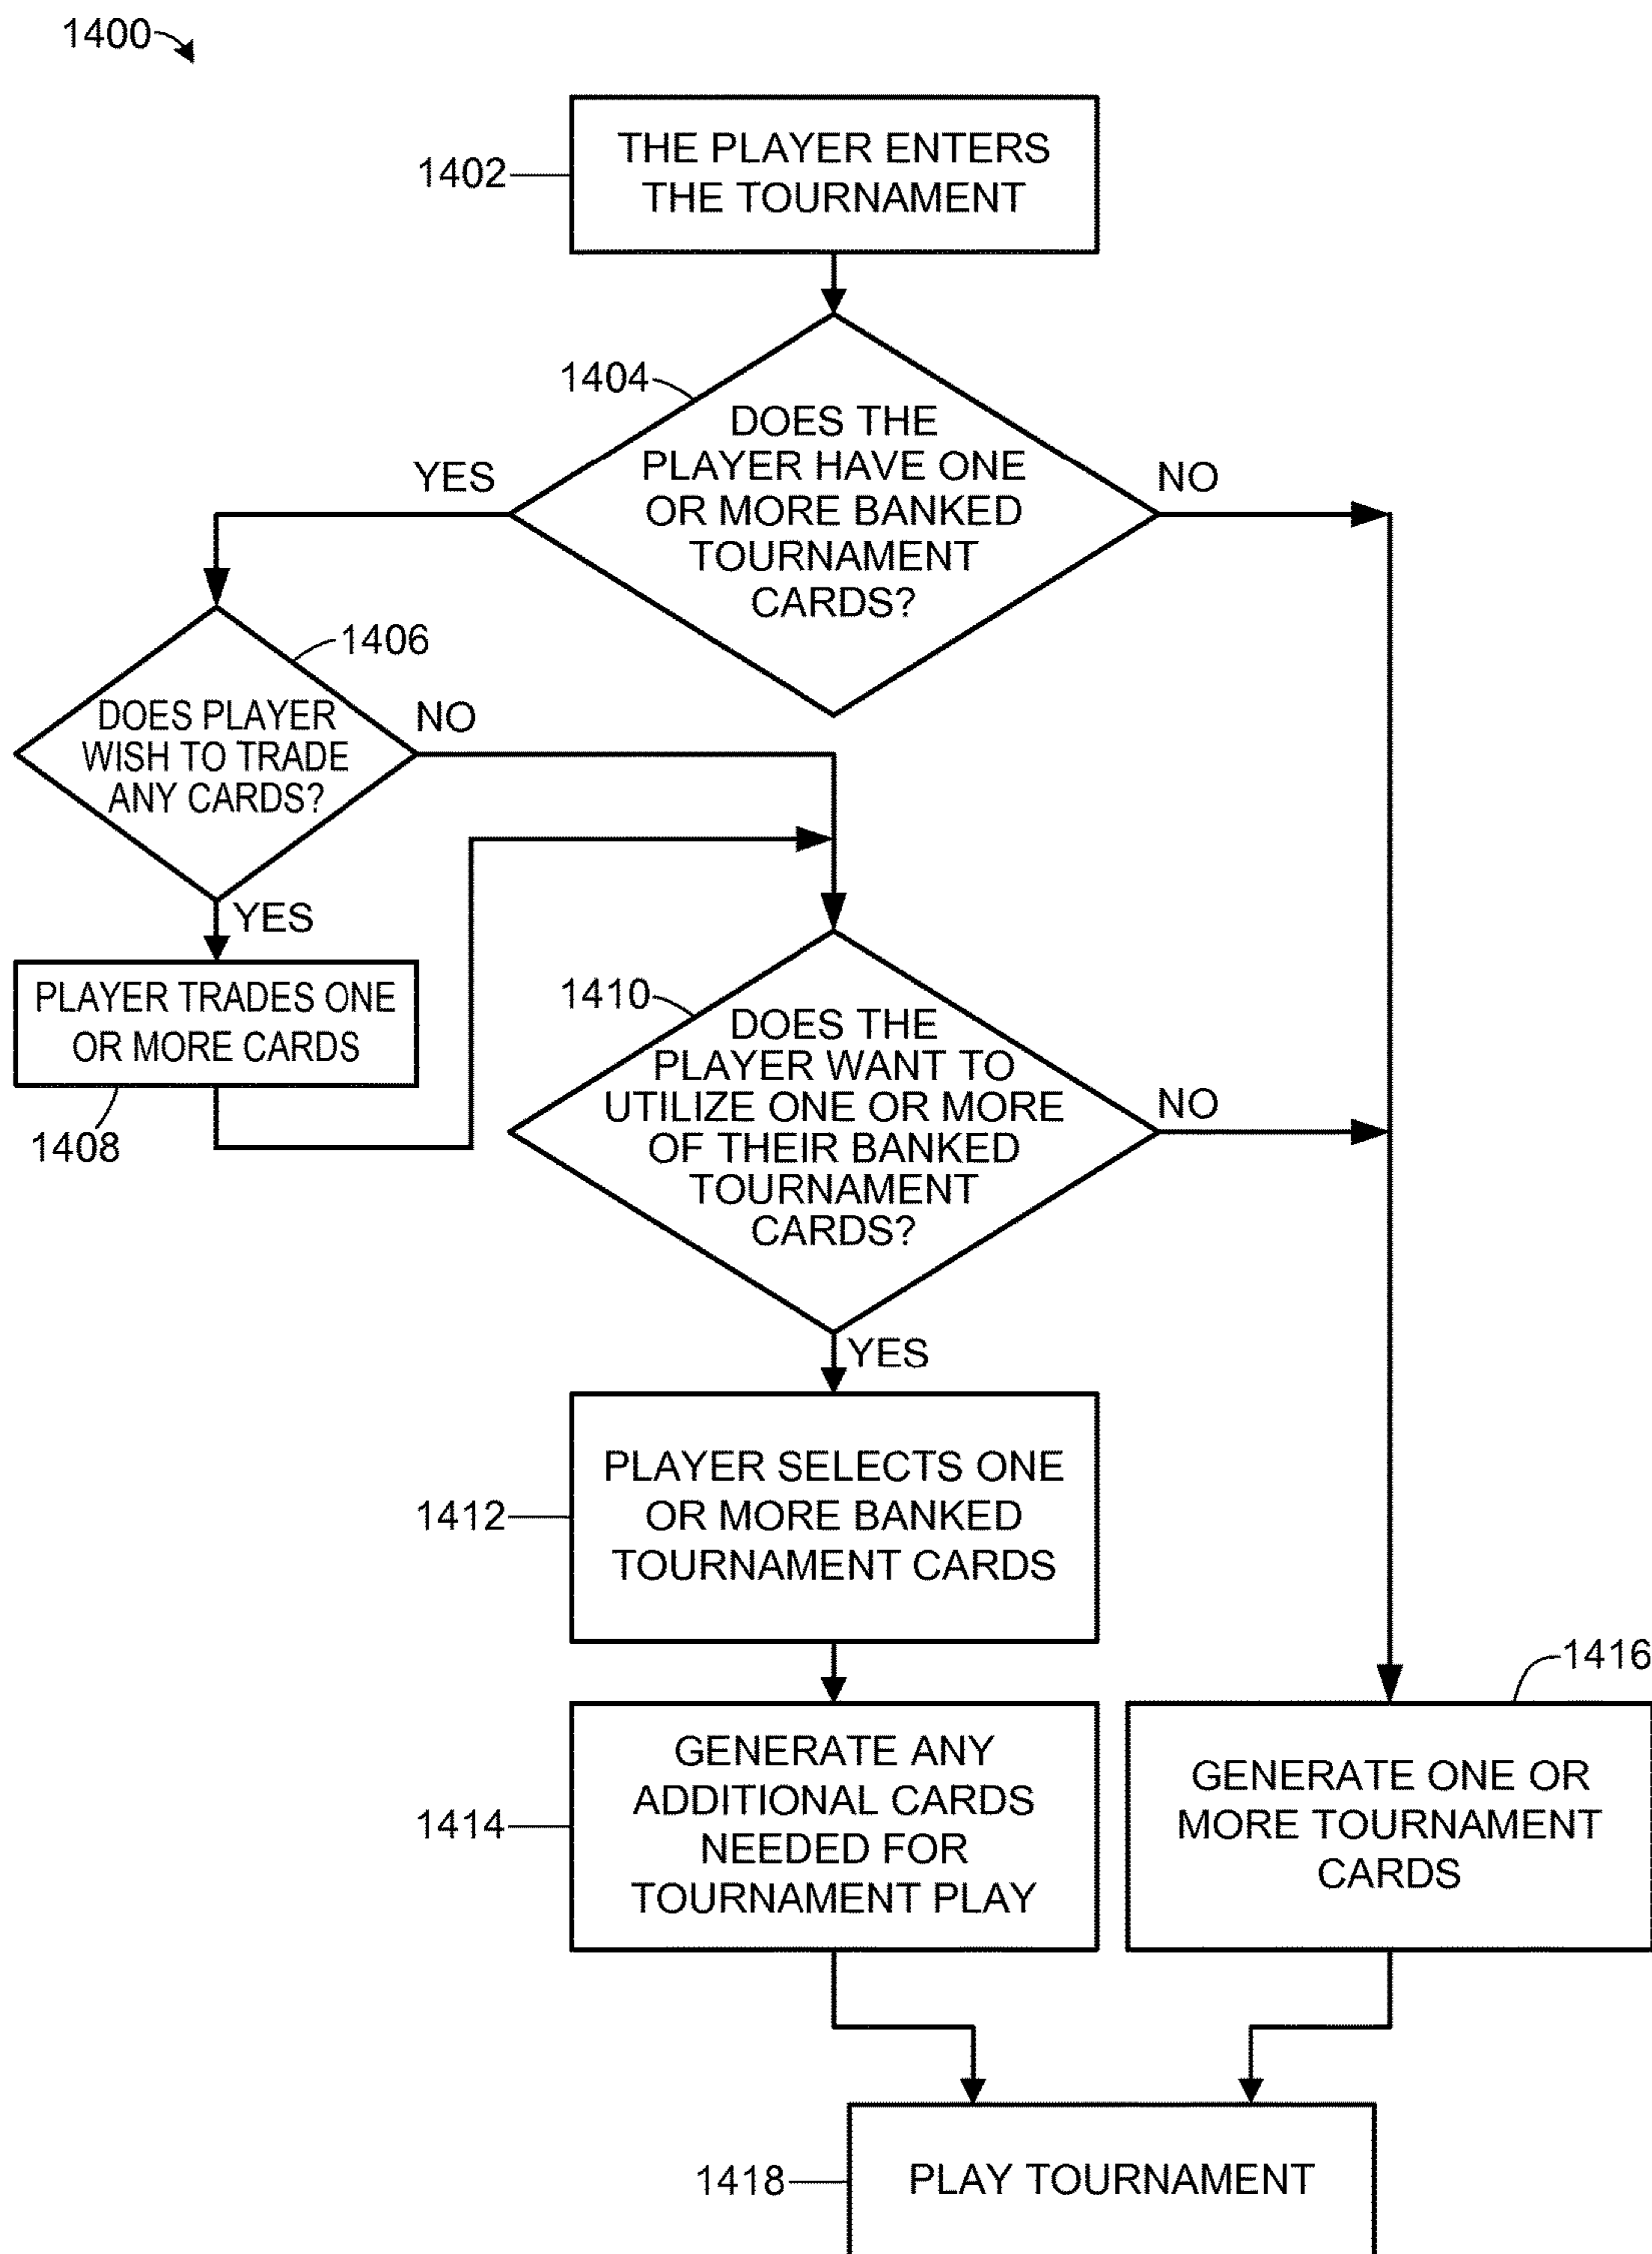 1400
THE PLAYER ENTERS
THE TOURNAMENT
1402
1404
DOES THE
PLAYER HAVE ONE
OR MORE BANKED
TOURNAMENT
CARDS?
YES
NO
1406
DOES PLAYER
WISH TO TRADE
ANY CARDS?
NO
YES
PLAYER TRADES ONE
OR MORE CARDS
1408
1410
DOES THE
PLAYER WANT TO
UTILIZE ONE OR MORE
OF THEIR BANKED
TOURNAMENT
CARDS?
NO
YES
PLAYER SELECTS ONE
OR MORE BANKED
TOURNAMENT CARDS
1412
1416
GENERATE ANY
ADDITIONAL CARDS
NEEDED FOR
TOURNAMENT PLAY
1414
GENERATE ONE OR
MORE TOURNAMENT
CARDS
1418
PLAY TOURNAMENT